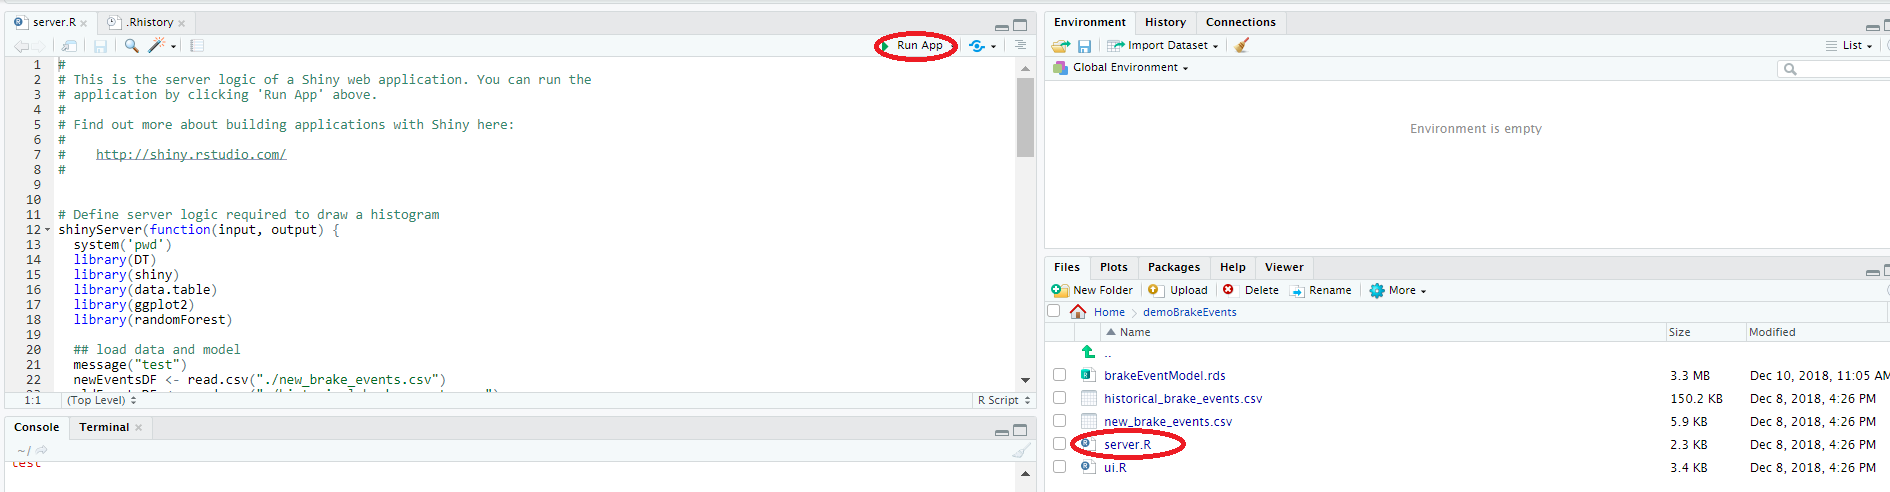 server.R
.Rhistory
Run App
1 #
2 # This is the server logic of a Shiny web application. You can run the
3 # application by clicking 'Run App' above.
4 #
5 # Find out more about building applications with Shiny here:
6 #
7 #    http://shiny.rstudio.com/
8 #
9
10
11 # Define server logic required to draw a histogram
12 shinyServer(function(input, output) {
13   system('pwd')
14   library(DT)
15   library(shiny)
16   library(data.table)
17   library(ggplot2)
18   library(randomForest)
19
20   ## load data and model
21   message("test")
22   newEventsDF <- read.csv("./new_brake_events.csv")
1:1 (Top Level) R Script
Console Terminal
~/
test
Environment History Connections
Import Dataset List
Global Environment
Environment is empty
Files Plots Packages Help Viewer
New Folder Upload Delete Rename More
Home demoBrakeEvents
Name Size Modified
..
brakeEventModel.rds 3.3 MB Dec 10, 2018, 11:05 AM
historical_brake_events.csv 150.2 KB Dec 8, 2018, 4:26 PM
new_brake_events.csv 5.9 KB Dec 8, 2018, 4:26 PM
server.R 2.3 KB Dec 8, 2018, 4:26 PM
ui.R 3.4 KB Dec 8, 2018, 4:26 PM